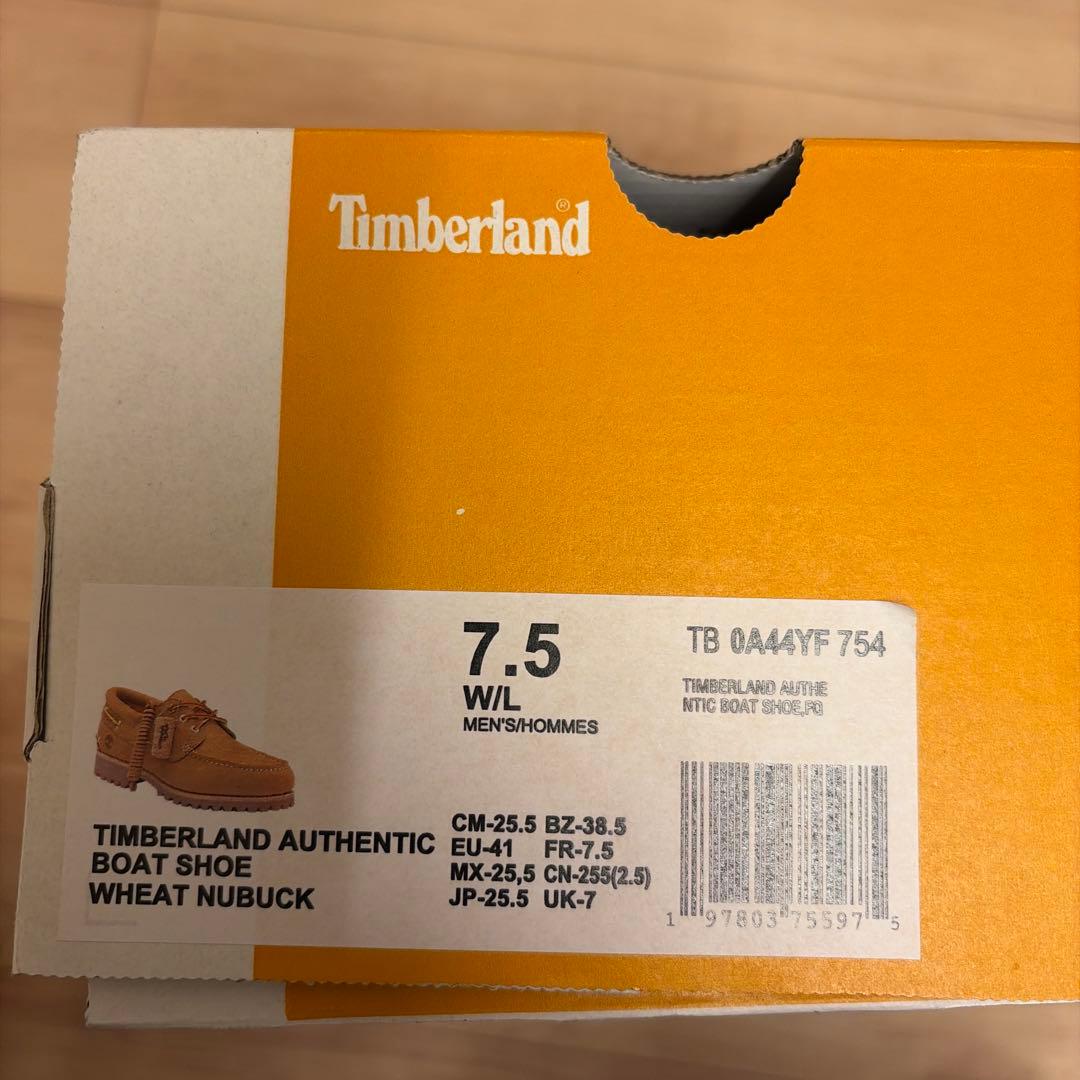 Timberland®
7.5
W/L
MEN'S/HOMMES
TB 0A44YF 754
TIMBERLAND AUTHE
NTIC BOAT SHOE,FQ
TIMBERLAND AUTHENTIC
BOAT SHOE
WHEAT NUBUCK
CM-25.5 BZ-38.5
EU-41 FR-7.5
MX-25,5 CN-255(2.5)
JP-25.5 UK-7
1 97803 75597 5